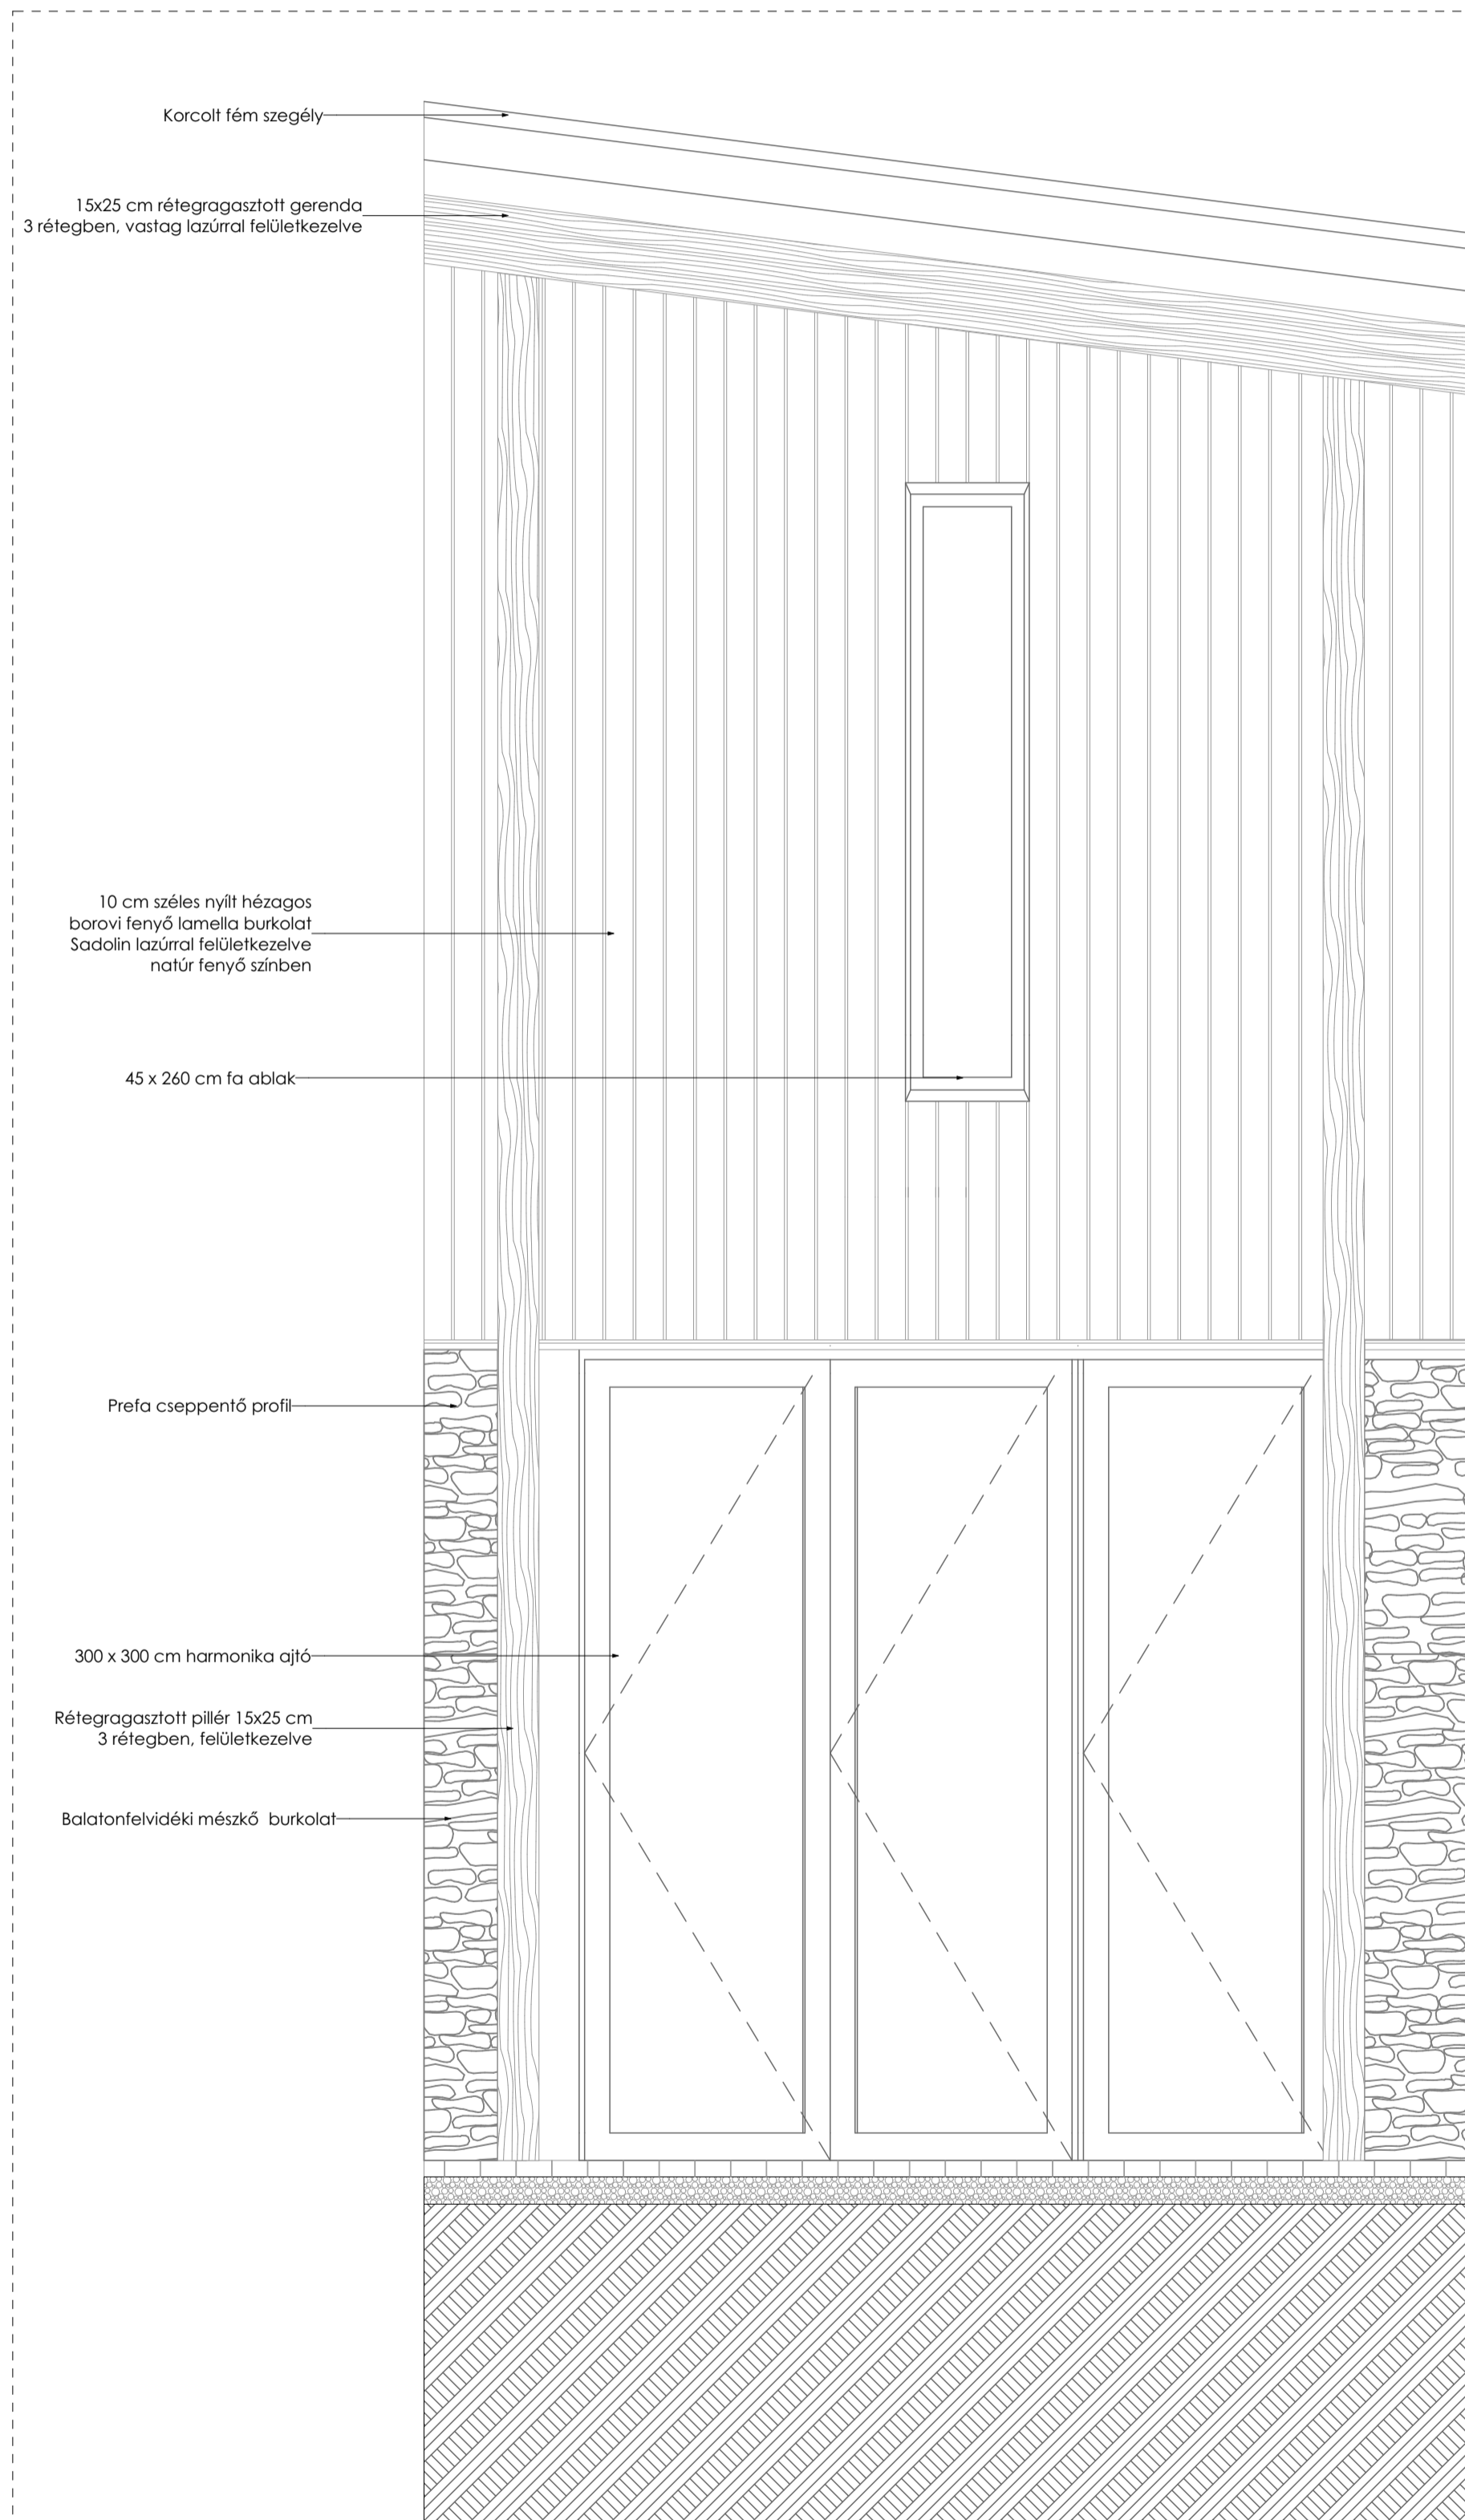 Korcolt fém szegély
15x25 cm rétegragasztott gerenda
3 rétegben, vastag lazúrral felületkezelve
10 cm széles nyílt hézagos
borovi fenyő lamella burkolat
Sadolin lazúrral felületkezelve
natúr fenyő színben
45 x 260 cm fa ablak
Prefa cseppentő profil
300 x 300 cm harmonika ajtó
Rétegragasztott pillér 15x25 cm
3 rétegben, felületkezelve
Balatonfelvidéki mészkő  burkolat